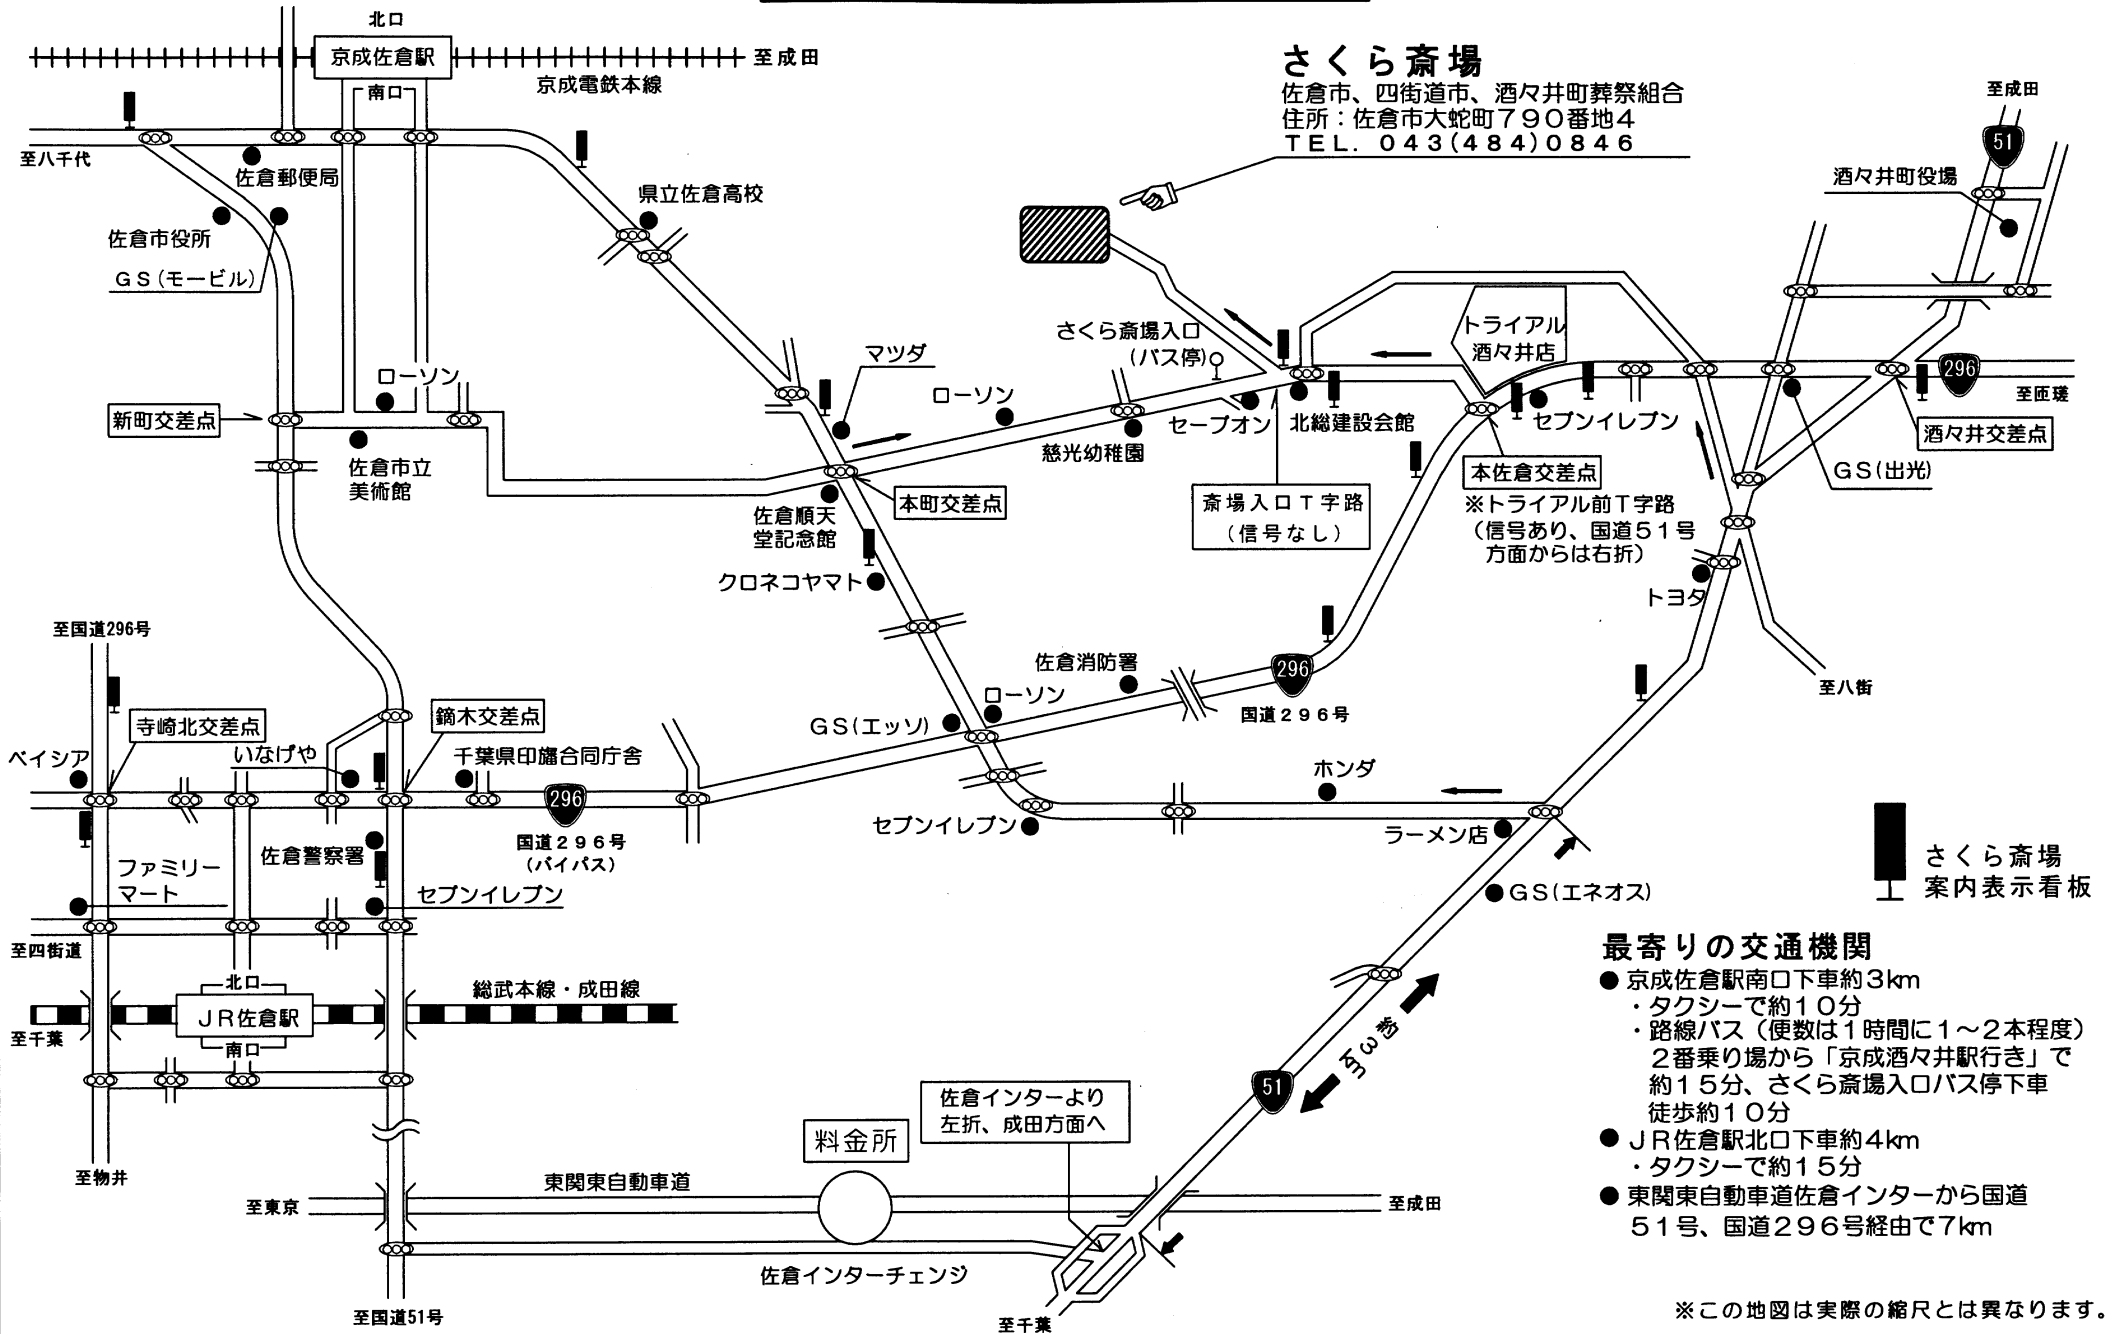 北口
京成佐倉駅
至成田
京成電鉄本線
南口
至八千代
佐倉郵便局
佐倉市役所
GS(モービル)
県立佐倉高校
さくら斎場
佐倉市、四街道市、酒々井町葬祭組合
住所：佐倉市大蛇町790番地4
TEL. 043(484)0846
至成田
51
酒々井町役場
さくら斎場入口
(バス停)
トライアル
酒々井店
マツダ
ローソン
ローソン
新町交差点
佐倉市立
美術館
慈光幼稚園
セーブオン
北総建設会館
セブンイレブン
296
至匝瑳
酒々井交差点
GS(出光)
本佐倉交差点
※トライアル前T字路
（信号あり、国道51号
方面からは右折）
斎場入口T字路
(信号なし)
本町交差点
佐倉順天
堂記念館
クロネコヤマト
トヨタ
至八街
至国道296号
佐倉消防署
ローソン
GS(エッソ)
296
国道296号
寺崎北交差点
鏑木交差点
ベイシア
いなげや
千葉県印旛合同庁舎
296
国道296号
(バイパス)
ホンダ
セブンイレブン
ラーメン店
佐倉警察署
ファミリー
マート
セブンイレブン
GS(エネオス)
さくら斎場
案内表示看板
至四街道
北口
JR佐倉駅
南口
総武本線・成田線
至千葉
約3km
51
最寄りの交通機関
●京成佐倉駅南口下車約3km
・タクシーで約10分
・路線バス（便数は1時間に1～2本程度）
2番乗り場から「京成酒々井駅行き」で
約15分、さくら斎場入口バス停下車
徒歩約10分
●JR佐倉駅北口下車約4km
・タクシーで約15分
●東関東自動車道佐倉インターから国道
51号、国道296号経由で7km
至物井
佐倉インターより
左折、成田方面へ
料金所
東関東自動車道
至東京
至成田
佐倉インターチェンジ
至国道51号
至千葉
※この地図は実際の縮尺とは異なります。